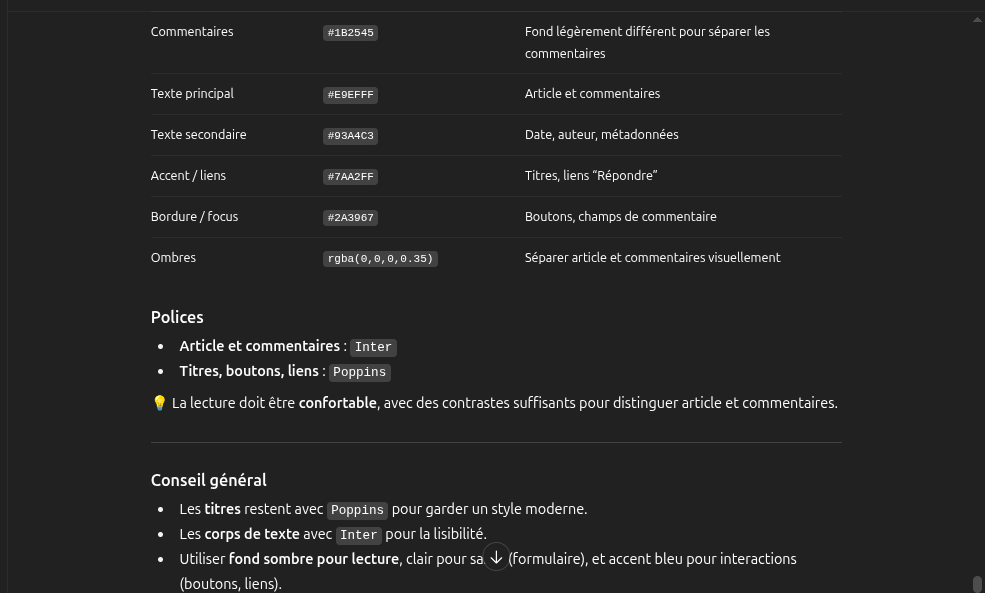 Commentaires #1B2545 Fond légèrement différent pour séparer les
commentaires
Texte principal #E9EFFF Article et commentaires
Texte secondaire #93A4C3 Date, auteur, métadonnées
Accent / liens #7AA2FF Titres, liens “Répondre”
Bordure / focus #2A3967 Boutons, champs de commentaire
Ombres rgba(0,0,0,0.35) Séparer article et commentaires visuellement
Polices
• Article et commentaires : Inter
• Titres, boutons, liens : Poppins
💡 La lecture doit être confortable, avec des contrastes suffisants pour distinguer article et commentaires.
Conseil général
• Les titres restent avec Poppins pour garder un style moderne.
• Les corps de texte avec Inter pour la lisibilité.
• Utiliser fond sombre pour lecture, clair pour sa (formulaire), et accent bleu pour interactions
(boutons, liens).